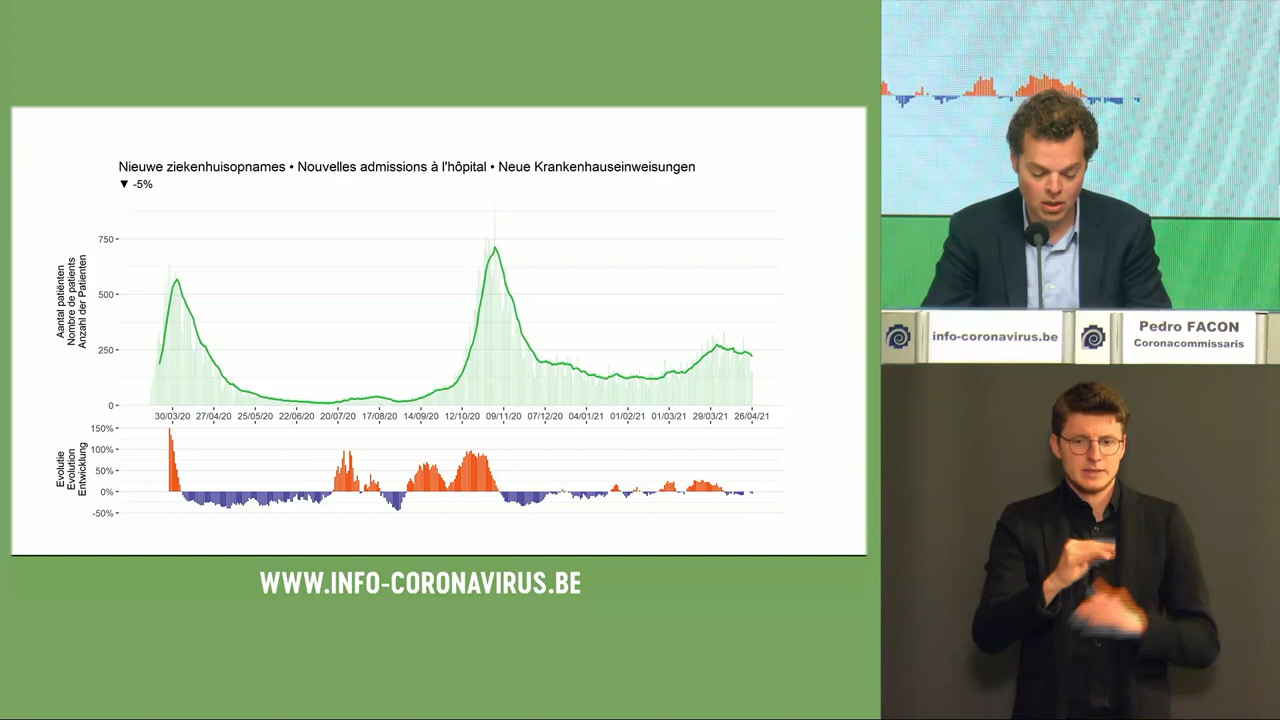 Nieuwe ziekenhuisopnames • Nouvelles admissions à l'hôpital • Neue Krankenhauseinweisungen
▼ -5%
Aantal patiënten
Nombre de patients
Anzahl der Patienten
750
500
250
0
30/03/20 27/04/20 25/05/20 22/06/20 20/07/20 17/08/20 14/09/20 12/10/20 09/11/20 07/12/20 04/01/21 01/02/21 01/03/21 29/03/21 26/04/21
Evolutie
Evolution
Entwicklung
150%
100%
50%
0%
-50%
WWW.INFO-CORONAVIRUS.BE
info-coronavirus.be
Pedro FACON
Coronacommissaris